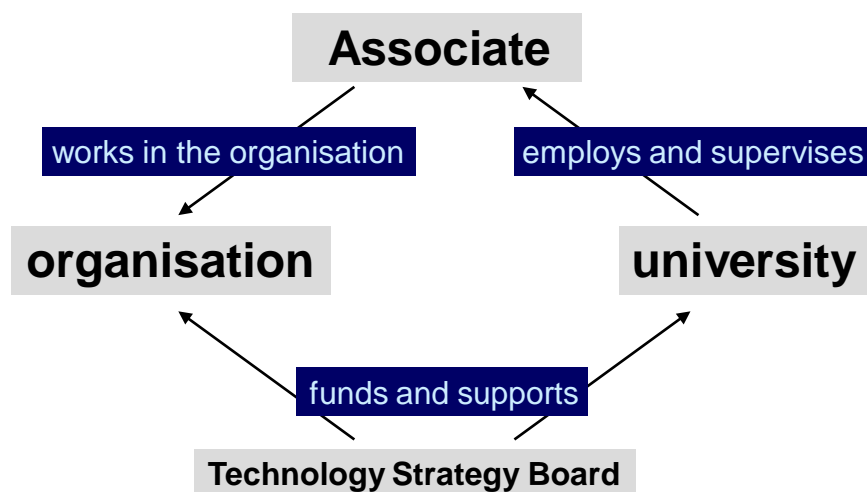 Associate
works in the organisation
employs and supervises
organisation
university
funds and supports
Technology Strategy Board